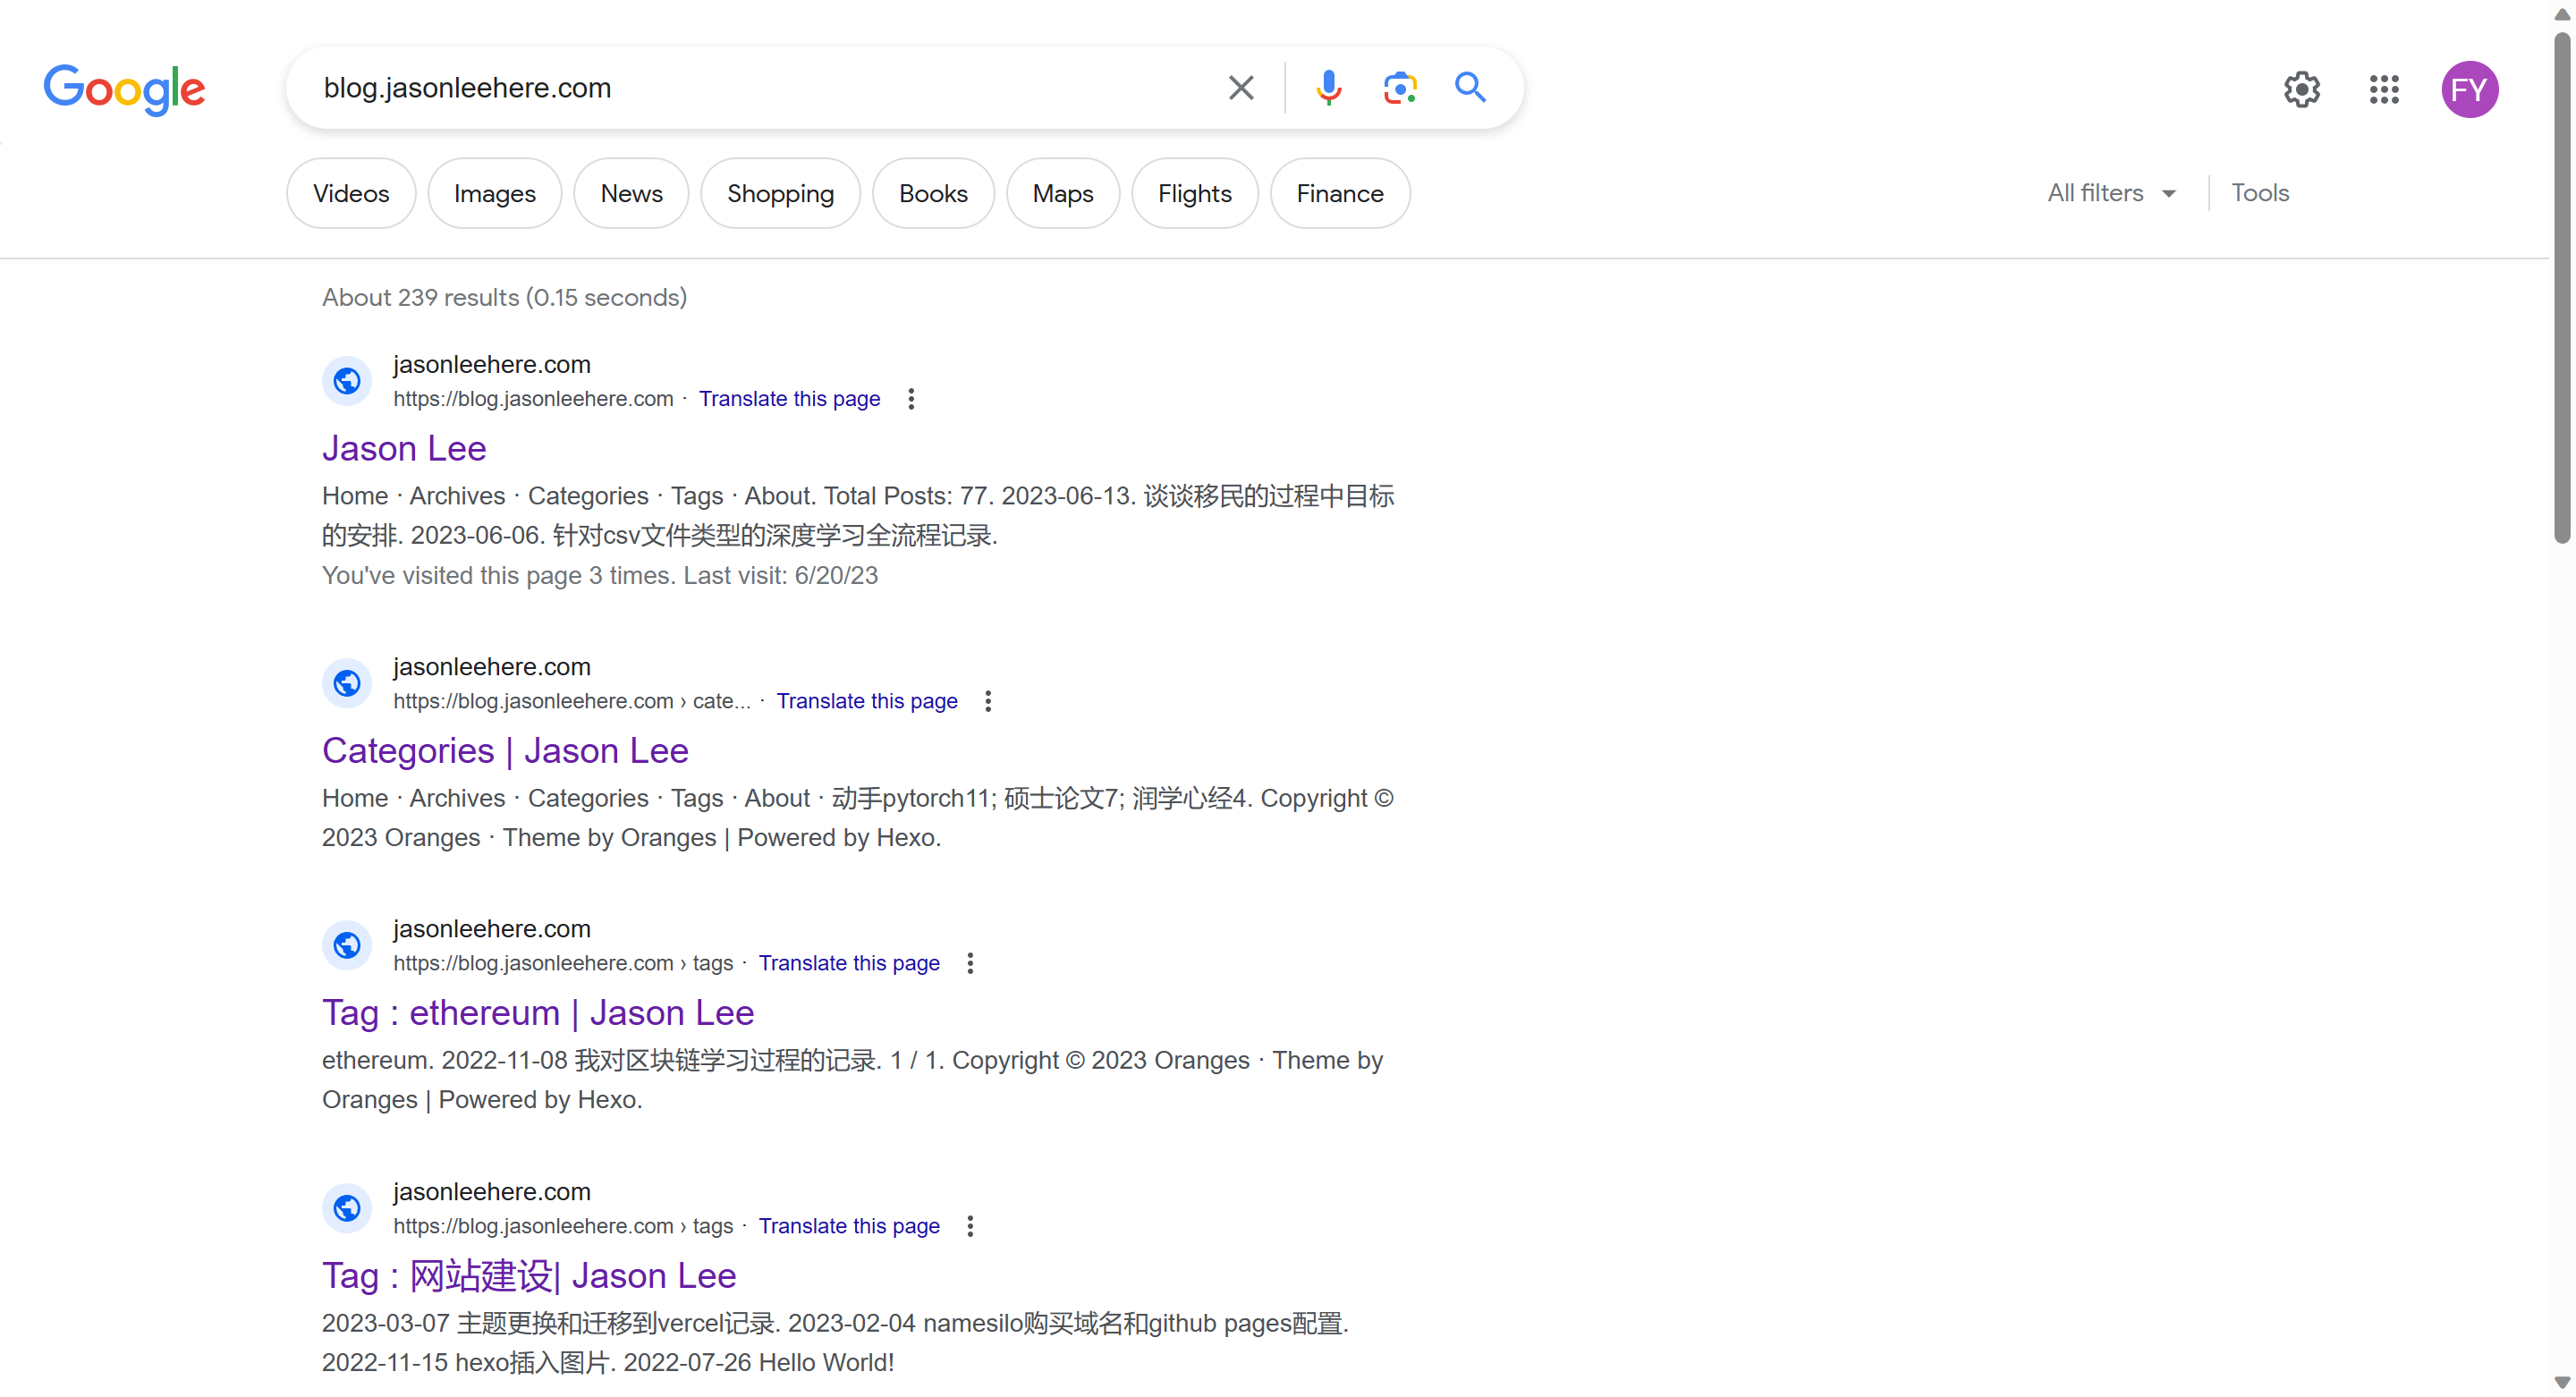 Google
blog.jasonleehere.com
FY
Videos Images News Shopping Books Maps Flights Finance All filters Tools
About 239 results (0.15 seconds)
jasonleehere.com
https://blog.jasonleehere.com · Translate this page
Jason Lee
Home · Archives · Categories · Tags · About. Total Posts: 77. 2023-06-13. 谈谈移民的过程中目标
的安排. 2023-06-06. 针对csv文件类型的深度学习全流程记录.
You've visited this page 3 times. Last visit: 6/20/23
jasonleehere.com
https://blog.jasonleehere.com › cate... · Translate this page
Categories | Jason Lee
Home · Archives · Categories · Tags · About · 动手pytorch11; 硕士论文7; 润学心经4. Copyright ©
2023 Oranges · Theme by Oranges | Powered by Hexo.
jasonleehere.com
https://blog.jasonleehere.com › tags · Translate this page
Tag : ethereum | Jason Lee
ethereum. 2022-11-08 我对区块链学习过程的记录. 1 / 1. Copyright © 2023 Oranges · Theme by
Oranges | Powered by Hexo.
jasonleehere.com
https://blog.jasonleehere.com › tags · Translate this page
Tag : 网站建设| Jason Lee
2023-03-07 主题更换和迁移到vercel记录. 2023-02-04 namesilo购买域名和github pages配置.
2022-11-15 hexo插入图片. 2022-07-26 Hello World!